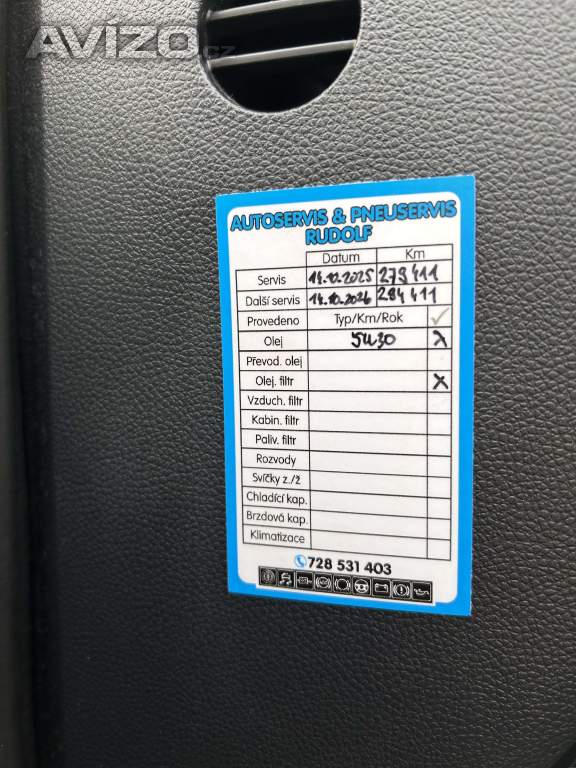 AVÍZO.cz
AUTOSERVIS & PNEUSERVIS
RUDOLF
Datum Km
Servis 14.10.2025 279 411
Další servis 14.10.2026 294 411
Provedeno Typ/Km/Rok ✓
Olej 5W30 X
Převod. olej
Olej. filtr X
Vzduch. filtr
Kabin. filtr
Paliv. filtr
Rozvody
Svíčky z./ž
Chladící kap.
Brzdová kap.
Klimatizace
728 531 403